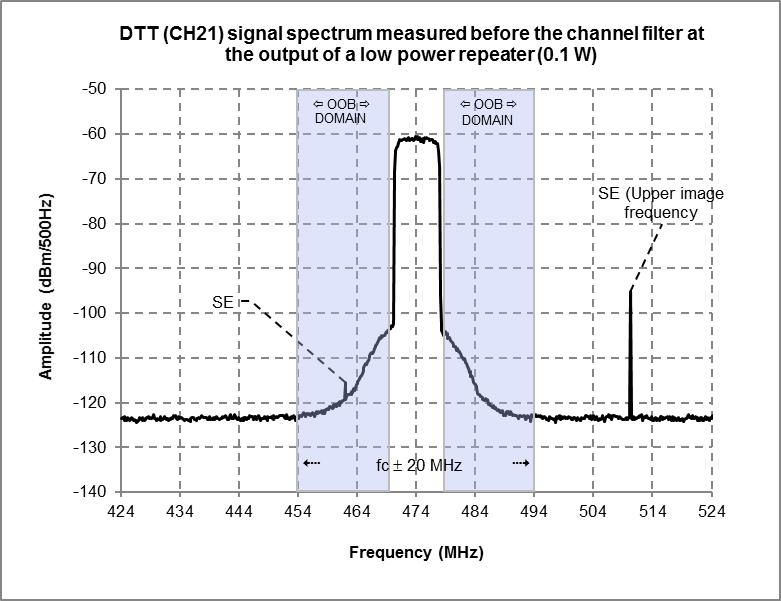 DTT (CH21) signal spectrum measured before the channel filter at
the output of a low power repeater (0.1 W)
-50
-60
-70
-80
-90
-100
-110
-120
-130
-140
Amplitude (dBm/500Hz)
⇦ OOB ⇨
DOMAIN
⇦ OOB ⇨
DOMAIN
SE (Upper image
frequency
SE
fc ± 20 MHz
424 434 444 454 464 474 484 494 504 514 524
Frequency (MHz)